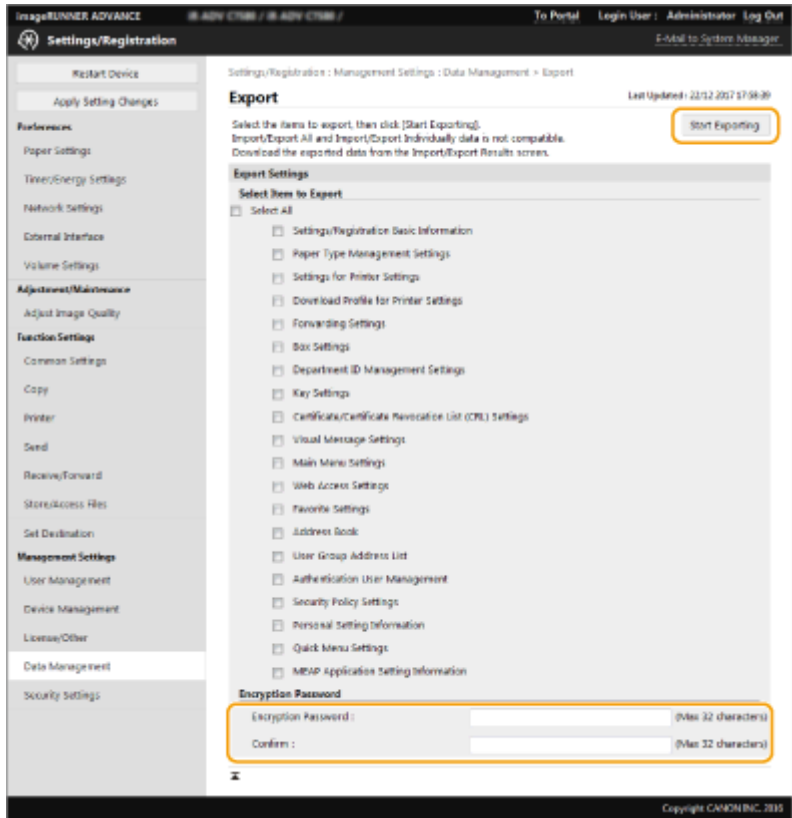 imageRUNNER ADVANCE iR-ADV C7580 / iR-ADV C7580 / To Portal Login User : Administrator Log Out
Settings/Registration E-Mail to System Manager
Restart Device
Apply Setting Changes
Preferences
Paper Settings
Timer/Energy Settings
Network Settings
External Interface
Volume Settings
Adjustment/Maintenance
Adjust Image Quality
Function Settings
Common Settings
Copy
Printer
Send
Receive/Forward
Store/Access Files
Set Destination
Management Settings
User Management
Device Management
License/Other
Data Management
Security Settings
Settings/Registration : Management Settings : Data Management > Export
Export
Last Updated : 22/12 2017 17:58:39
Select the items to export, then click [Start Exporting].
Import/Export All and Import/Export Individually data is not compatible.
Download the exported data from the Import/Export Results screen.
Start Exporting
Export Settings
Select Item to Export
Select All
Settings/Registration Basic Information
Paper Type Management Settings
Settings for Printer Settings
Download Profile for Printer Settings
Forwarding Settings
Box Settings
Department ID Management Settings
Key Settings
Certificate/Certificate Revocation List (CRL) Settings
Visual Message Settings
Main Menu Settings
Web Access Settings
Favorite Settings
Address Book
User Group Address List
Authentication User Management
Security Policy Settings
Personal Setting Information
Quick Menu Settings
MEAP Application Setting Information
Encryption Password
Encryption Password : (Max 32 characters)
Confirm : (Max 32 characters)
Copyright CANON INC. 2016